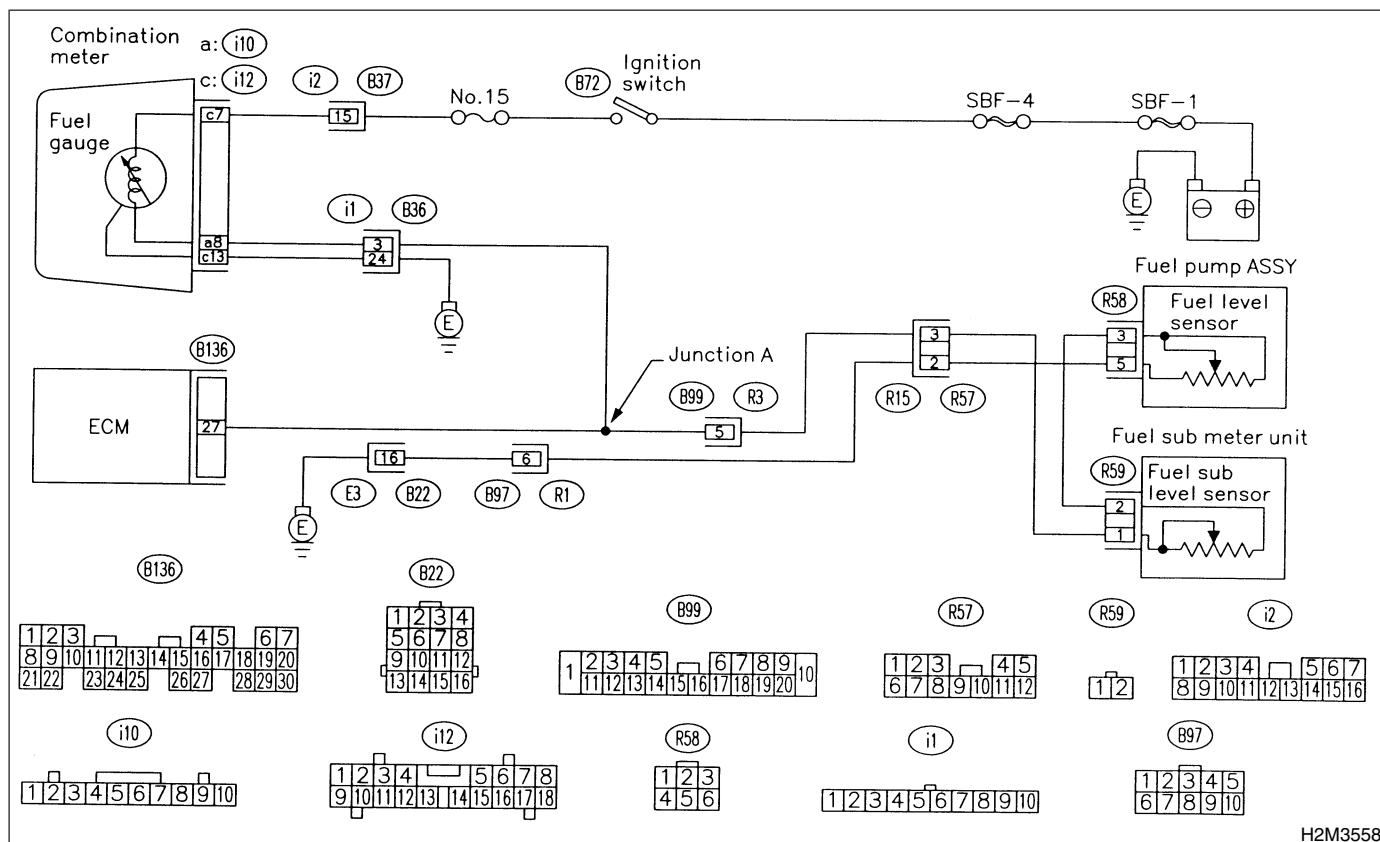 Combination
meter
a: i10
c: i12
i2
B37
No.15
B72
Ignition
switch
SBF-4
SBF-1
Fuel
gauge
c7
15
E
⊖ ⊕
i1
B36
a8
c13
3
24
E
Fuel pump ASSY
R58
Fuel level
sensor
3
5
B136
ECM
27
Junction A
B99
R3
5
3
2
R15
R57
Fuel sub meter unit
R59
Fuel sub
level sensor
2
1
E
16
E3
B22
6
B97
R1
B136
1 2 3 4 5 6 7
8 9 10 11 12 13 14 15 16 17 18 19 20
21 22 23 24 25 26 27 28 29 30
B22
1 2 3 4
5 6 7 8
9 10 11 12
13 14 15 16
B99
1 2 3 4 5 6 7 8 9 10
11 12 13 14 15 16 17 18 19 20
R57
1 2 3 4 5
6 7 8 9 10 11 12
R59
1 2
i2
1 2 3 4 5 6 7
8 9 10 11 12 13 14 15 16
i10
1 2 3 4 5 6 7 8 9 10
i12
1 2 3 4 5 6 7 8
9 10 11 12 13 14 15 16 17 18
R58
1 2 3
4 5 6
i1
1 2 3 4 5 6 7 8 9 10
B97
1 2 3 4 5
6 7 8 9 10
H2M3558